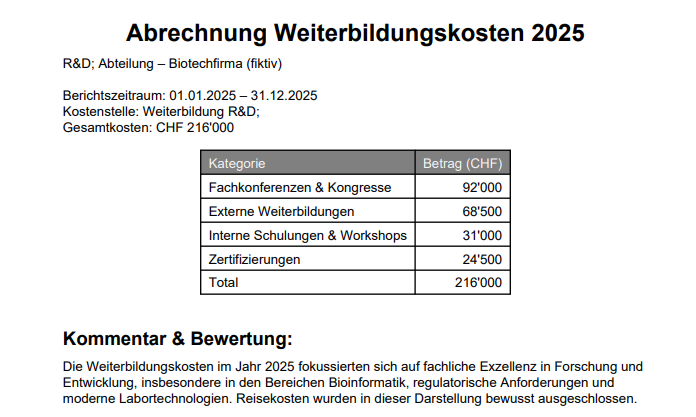 Abrechnung Weiterbildungskosten 2025
R&D; Abteilung – Biotechfirma (fiktiv)
Berichtszeitraum: 01.01.2025 – 31.12.2025
Kostenstelle: Weiterbildung R&D;
Gesamtkosten: CHF 216'000
Kategorie Betrag (CHF)
Fachkonferenzen & Kongresse 92'000
Externe Weiterbildungen 68'500
Interne Schulungen & Workshops 31'000
Zertifizierungen 24'500
Total 216'000
Kommentar & Bewertung:
Die Weiterbildungskosten im Jahr 2025 fokussierten sich auf fachliche Exzellenz in Forschung und
Entwicklung, insbesondere in den Bereichen Bioinformatik, regulatorische Anforderungen und
moderne Labortechnologien. Reisekosten wurden in dieser Darstellung bewusst ausgeschlossen.